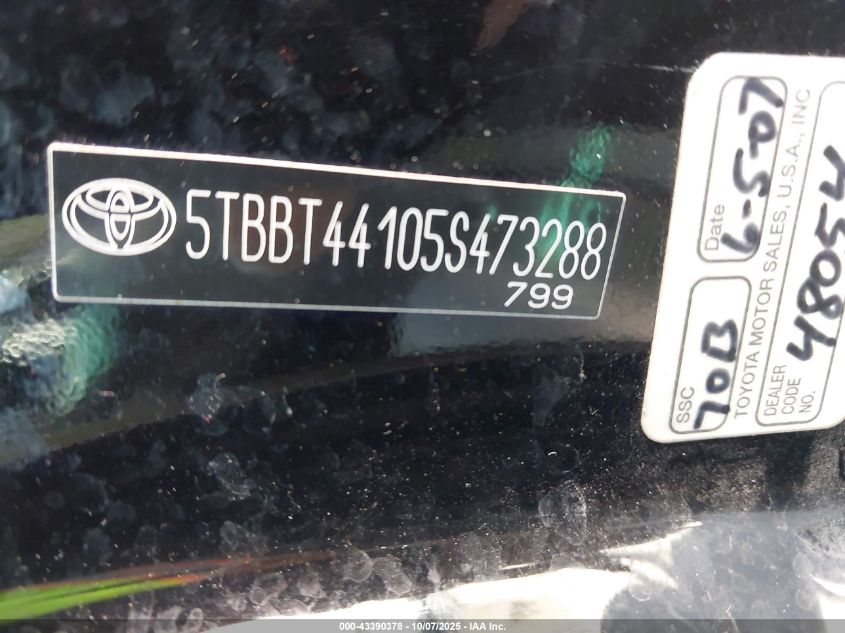 5TBBT44105S473288
799
SSC
70B
Date
6-5-07
TOYOTA MOTOR SALES, U.S.A., INC
DEALER
CODE
NO.
48054
000-43390378 - 10/07/2025 - IAA Inc.